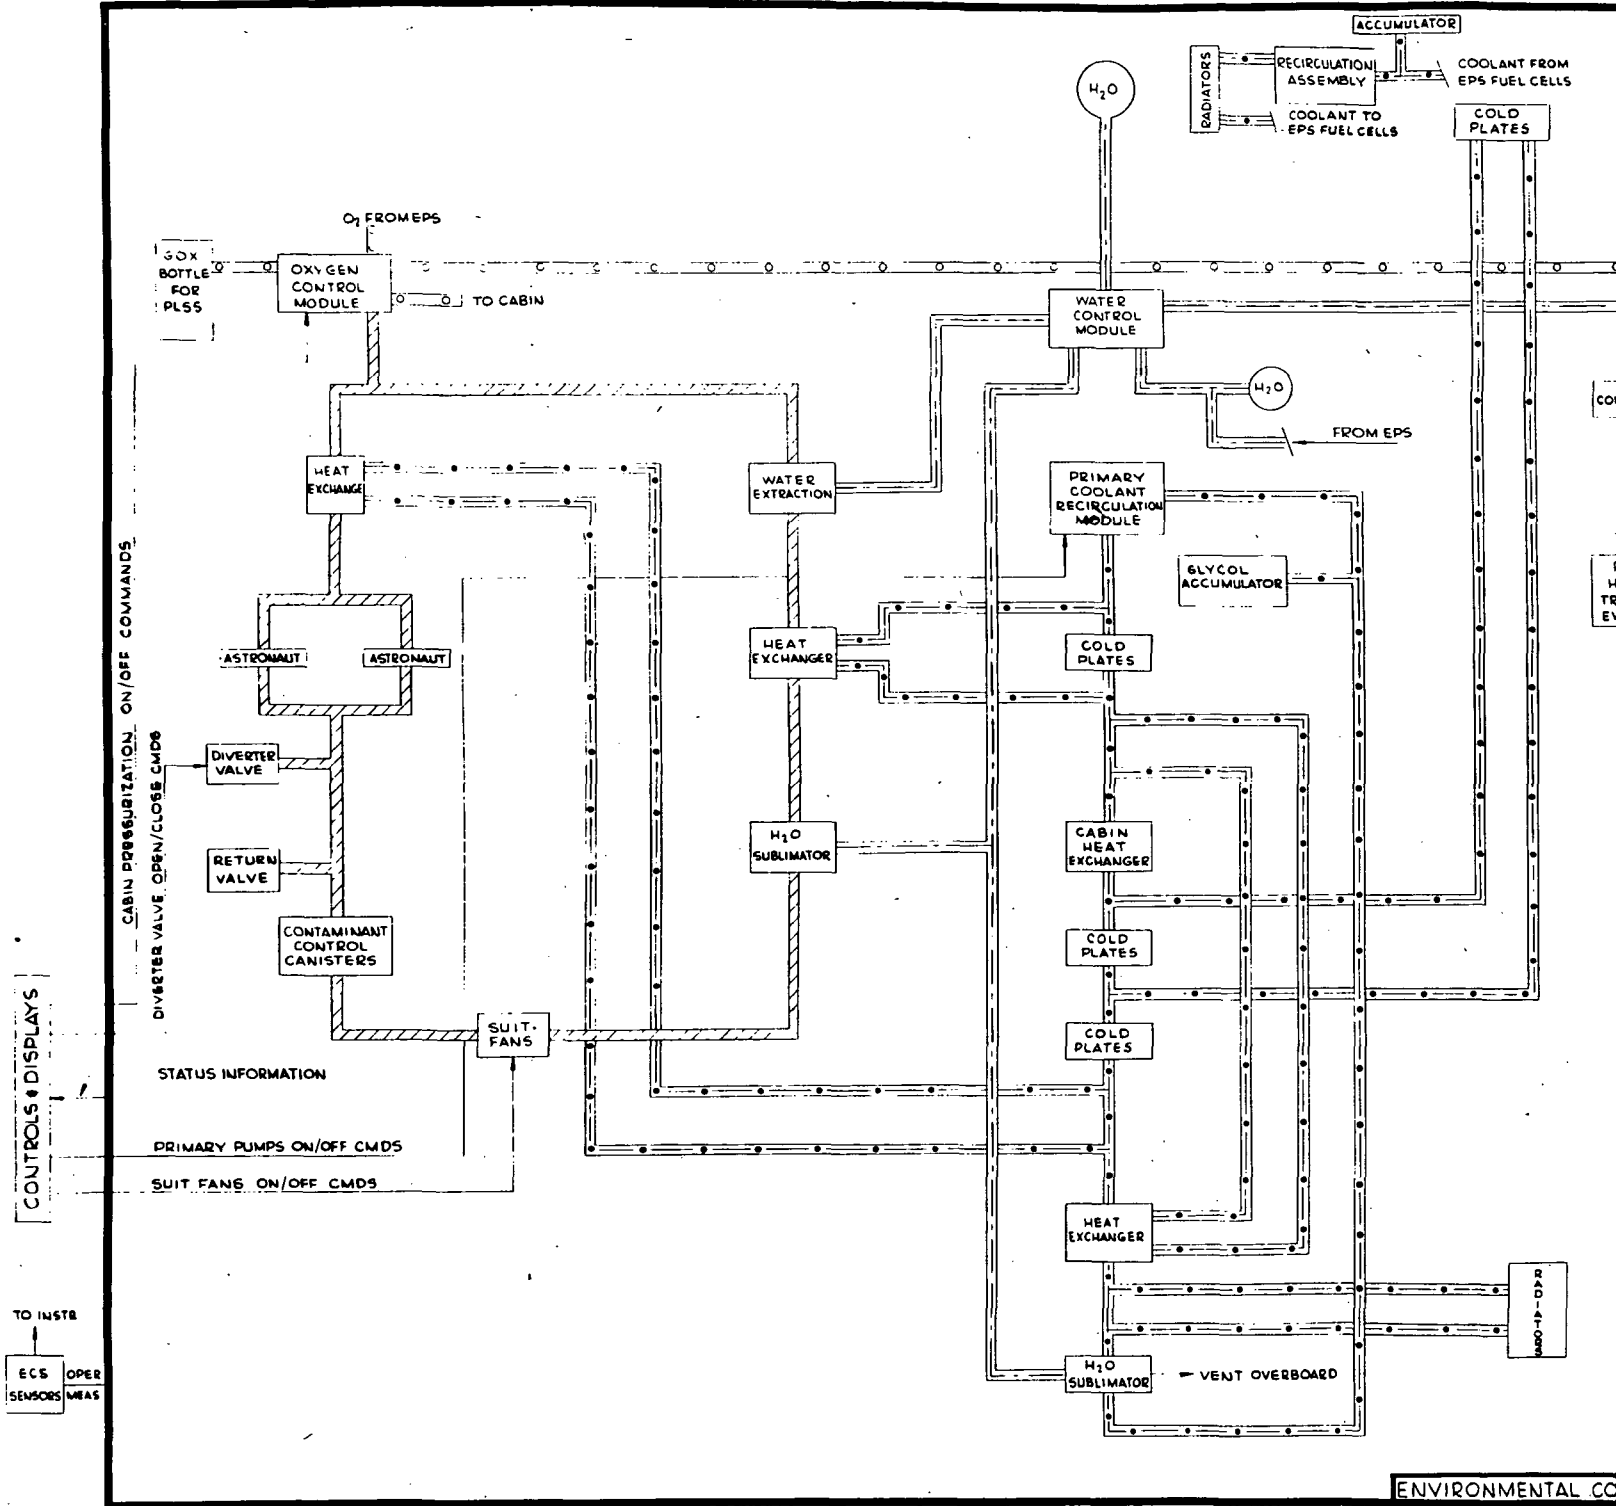 ACCUMULATOR
RADIATORS
RECIRCULATION
ASSEMBLY
COOLANT FROM
EPS FUEL CELLS
COOLANT TO
EPS FUEL CELLS
COLD
PLATES
H2O
O2 FROM EPS
GOX
BOTTLE
FOR
PLSS
OXYGEN
CONTROL
MODULE
TO CABIN
WATER
CONTROL
MODULE
H2O
FROM EPS
HEAT
EXCHANGE
WATER
EXTRACTION
PRIMARY
COOLANT
RECIRCULATION
MODULE
GLYCOL
ACCUMULATOR
CABIN PRESSURIZATION ON/OFF COMMANDS
ASTRONAUT
ASTRONAUT
HEAT
EXCHANGER
COLD
PLATES
DIVERTER VALVE OPEN/CLOSE CMDS
DIVERTER
VALVE
RETURN
VALVE
H2O
SUBLIMATOR
CABIN
HEAT
EXCHANGER
CONTAMINANT
CONTROL
CANISTERS
COLD
PLATES
SUIT
FANS
COLD
PLATES
CONTROLS & DISPLAYS
STATUS INFORMATION
PRIMARY PUMPS ON/OFF CMDS
SUIT FANS ON/OFF CMDS
HEAT
EXCHANGER
RADIATORS
TO INSTR
ECS
SENSORS
OPER
MEAS
H2O
SUBLIMATOR
VENT OVERBOARD
ENVIRONMENTAL CO